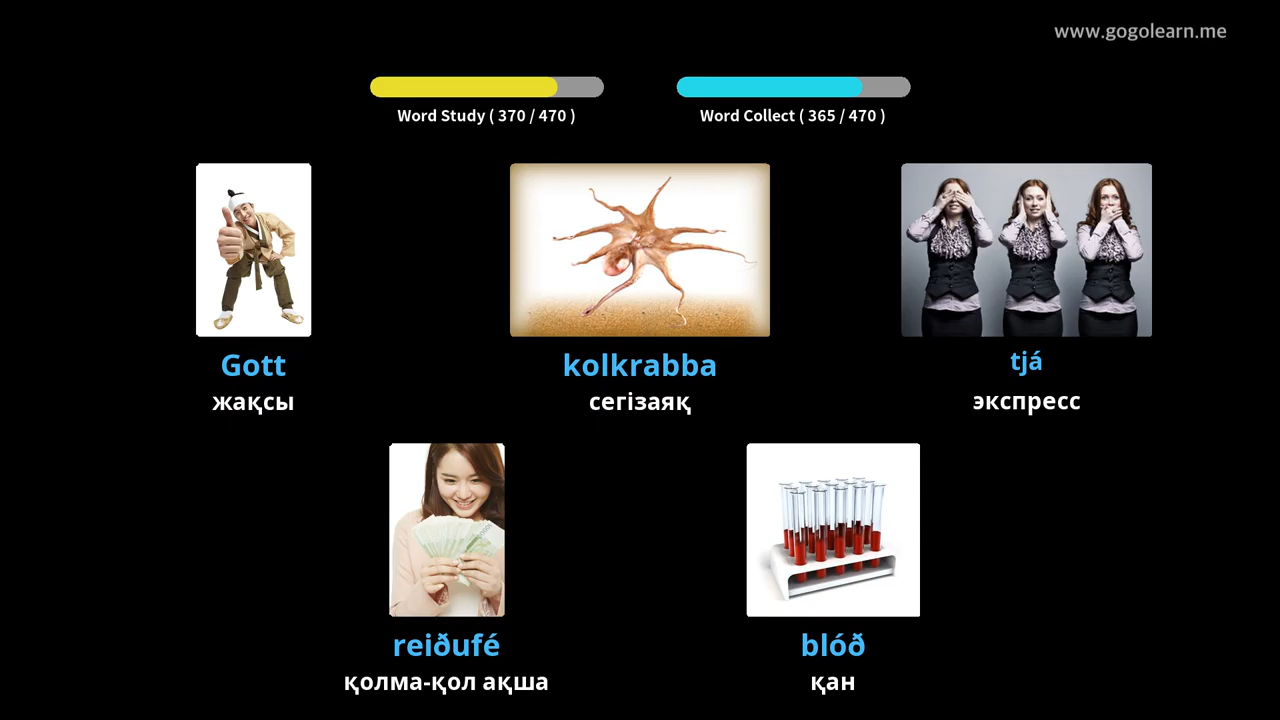 www.gogolearn.me
Word Study ( 370 / 470 )
Word Collect ( 365 / 470 )
Gott
жақсы
kolkrabba
сегізаяқ
tjá
экспресс
reiðufé
қолма-қол ақша
blóð
қан